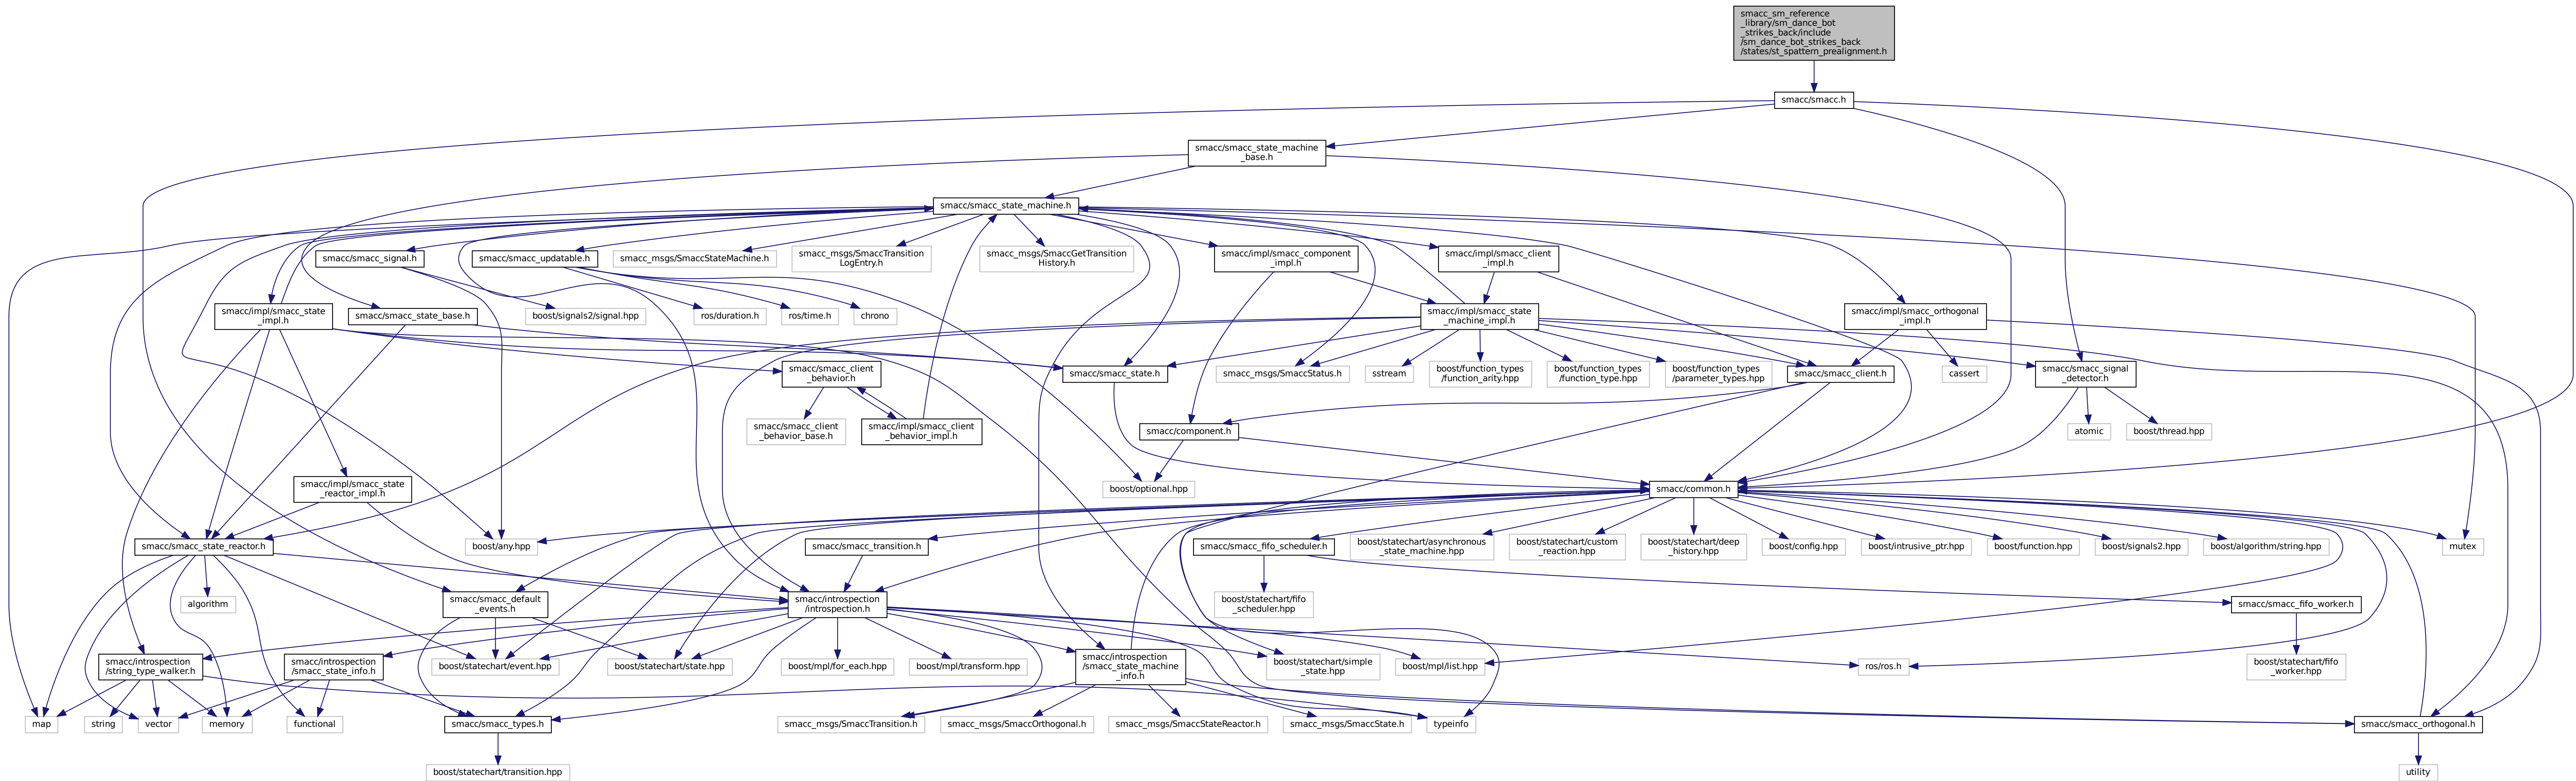 smacc_sm_reference
_library/sm_dance_bot
_strikes_back/include
/sm_dance_bot_strikes_back
/states/st_spattern_prealignment.h
smacc/smacc.h
smacc/smacc_state_machine
_base.h
smacc/smacc_state_machine.h
smacc/smacc_signal.h
smacc/smacc_updatable.h
smacc_msgs/SmaccStateMachine.h
smacc_msgs/SmaccTransition
LogEntry.h
smacc_msgs/SmaccGetTransition
History.h
smacc/impl/smacc_component
_impl.h
smacc/impl/smacc_client
_impl.h
smacc/impl/smacc_state
_impl.h
smacc/smacc_state_base.h
boost/signals2/signal.hpp
ros/duration.h
ros/time.h
chrono
smacc/impl/smacc_state
_machine_impl.h
smacc/impl/smacc_orthogonal
_impl.h
smacc/smacc_client
_behavior.h
smacc/smacc_state.h
smacc_msgs/SmaccStatus.h
sstream
boost/function_types
/function_arity.hpp
boost/function_types
/function_type.hpp
boost/function_types
/parameter_types.hpp
smacc/smacc_client.h
cassert
smacc/smacc_signal
_detector.h
smacc/smacc_client
_behavior_base.h
smacc/impl/smacc_client
_behavior_impl.h
smacc/component.h
atomic
boost/thread.hpp
smacc/impl/smacc_state
_reactor_impl.h
boost/optional.hpp
smacc/common.h
smacc/smacc_state_reactor.h
boost/any.hpp
smacc/smacc_transition.h
smacc/smacc_fifo_scheduler.h
boost/statechart/asynchronous
_state_machine.hpp
boost/statechart/custom
_reaction.hpp
boost/statechart/deep
_history.hpp
boost/config.hpp
boost/intrusive_ptr.hpp
boost/function.hpp
boost/signals2.hpp
boost/algorithm/string.hpp
mutex
algorithm
smacc/smacc_default
_events.h
smacc/introspection
/introspection.h
boost/statechart/fifo
_scheduler.hpp
smacc/smacc_fifo_worker.h
smacc/introspection
/string_type_walker.h
smacc/introspection
/smacc_state_info.h
boost/statechart/event.hpp
boost/statechart/state.hpp
boost/mpl/for_each.hpp
boost/mpl/transform.hpp
smacc/introspection
/smacc_state_machine
_info.h
boost/statechart/simple
_state.hpp
boost/mpl/list.hpp
ros/ros.h
boost/statechart/fifo
_worker.hpp
map
string
vector
memory
functional
smacc/smacc_types.h
smacc_msgs/SmaccTransition.h
smacc_msgs/SmaccOrthogonal.h
smacc_msgs/SmaccStateReactor.h
smacc_msgs/SmaccState.h
typeinfo
smacc/smacc_orthogonal.h
boost/statechart/transition.hpp
utility